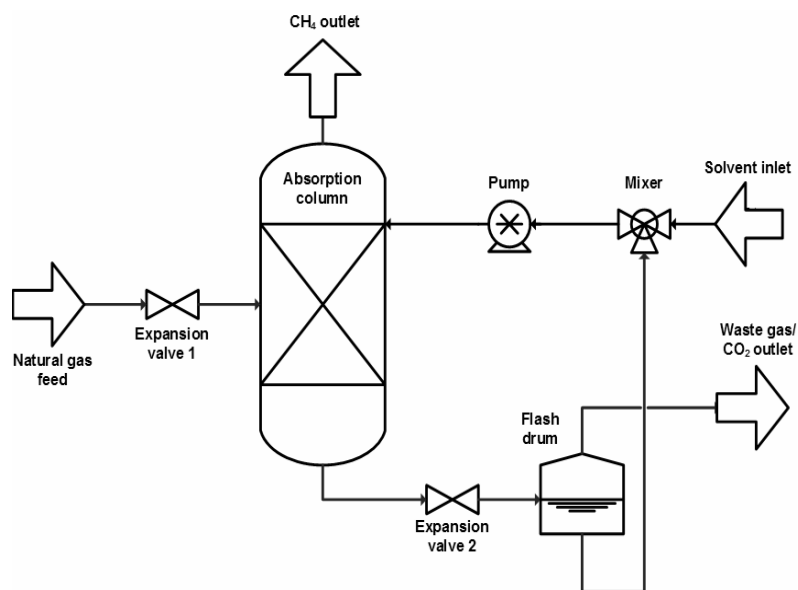 CH₄ outlet
Absorption
column
Pump
Mixer
Solvent inlet
Natural gas
feed
Expansion
valve 1
Waste gas/
CO₂ outlet
Flash
drum
Expansion
valve 2